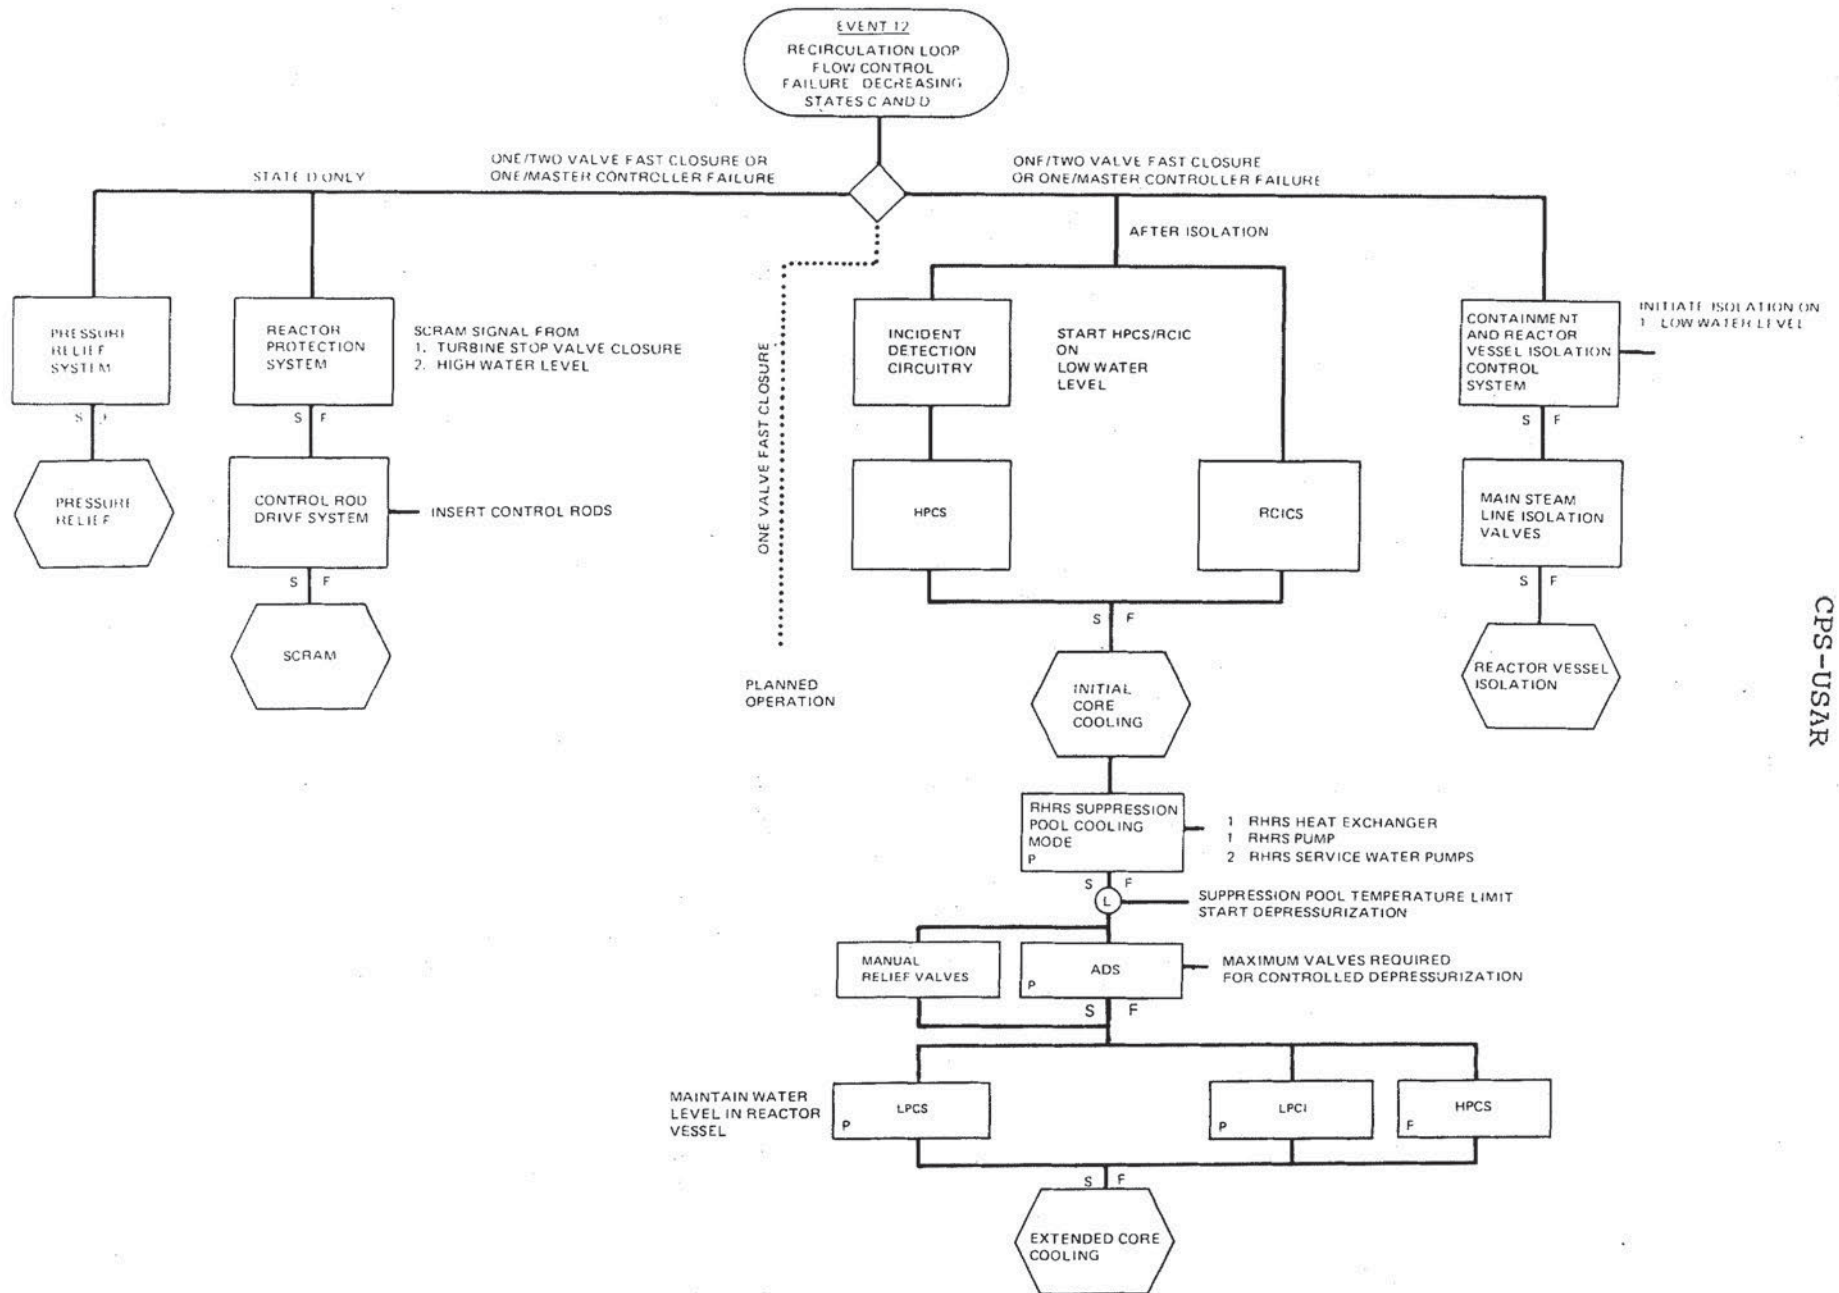 EVENT 12
RECIRCULATION LOOP
FLOW CONTROL
FAILURE DECREASING
STATES C AND D
STATE D ONLY
ONE/TWO VALVE FAST CLOSURE OR
ONE/MASTER CONTROLLER FAILURE
ONE/TWO VALVE FAST CLOSURE
OR ONE/MASTER CONTROLLER FAILURE
AFTER ISOLATION
PRESSURE
RELIEF
SYSTEM
S F
PRESSURE
RELIEF
REACTOR
PROTECTION
SYSTEM
S F
SCRAM SIGNAL FROM
1. TURBINE STOP VALVE CLOSURE
2. HIGH WATER LEVEL
CONTROL ROD
DRIVE SYSTEM
INSERT CONTROL RODS
S F
SCRAM
ONE VALVE FAST CLOSURE
PLANNED
OPERATION
INCIDENT
DETECTION
CIRCUITRY
START HPCS/RCIC
ON
LOW WATER
LEVEL
HPCS
RCICS
S F
INITIAL
CORE
COOLING
CONTAINMENT
AND REACTOR
VESSEL ISOLATION
CONTROL
SYSTEM
INITIATE ISOLATION ON
1. LOW WATER LEVEL
S F
MAIN STEAM
LINE ISOLATION
VALVES
S F
REACTOR VESSEL
ISOLATION
RHRS SUPPRESSION
POOL COOLING
MODE
P
1 RHRS HEAT EXCHANGER
1 RHRS PUMP
2 RHRS SERVICE WATER PUMPS
S F
L
SUPPRESSION POOL TEMPERATURE LIMIT
START DEPRESSURIZATION
MANUAL
RELIEF VALVES
ADS
P
MAXIMUM VALVES REQUIRED
FOR CONTROLLED DEPRESSURIZATION
S F
MAINTAIN WATER
LEVEL IN REACTOR
VESSEL
LPCS
P
LPCI
P
HPCS
F
S F
EXTENDED CORE
COOLING
CPS-USAR